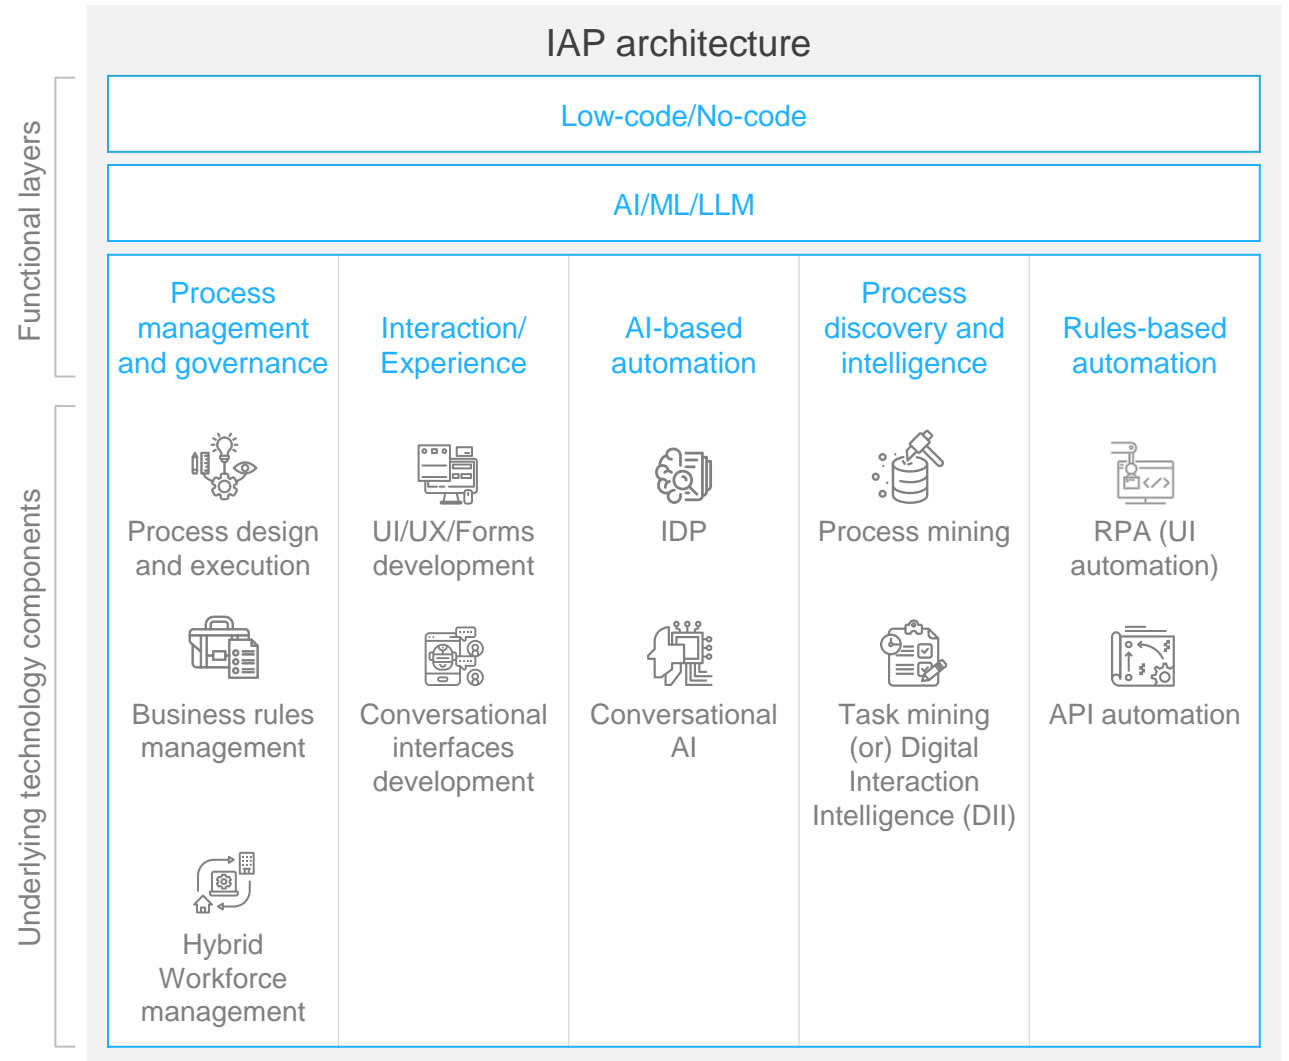 IAP architecture
Functional layers
Low-code/No-code
AI/ML/LLM
Process
management
and governance
Interaction/
Experience
AI-based
automation
Process
discovery and
intelligence
Rules-based
automation
Underlying technology components
Process design
and execution
Business rules
management
Hybrid
Workforce
management
UI/UX/Forms
development
Conversational
interfaces
development
IDP
Conversational
AI
Process mining
Task mining
(or) Digital
Interaction
Intelligence (DII)
RPA (UI
automation)
API automation